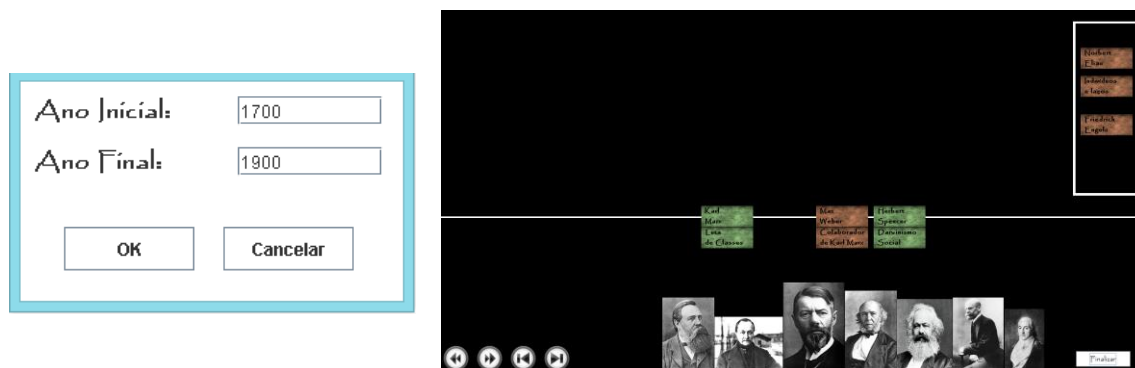 Ano Inicial:
1700
Ano Final:
1900
OK
Cancelar
Norbert
Elias
e laços
Friedrich
Engels
Karl
Marx
Luta
de Classes
Max
Weber
Colaborador
de Karl Marx
Herbert
Spencer
Darwinismo
Social
Finalizar